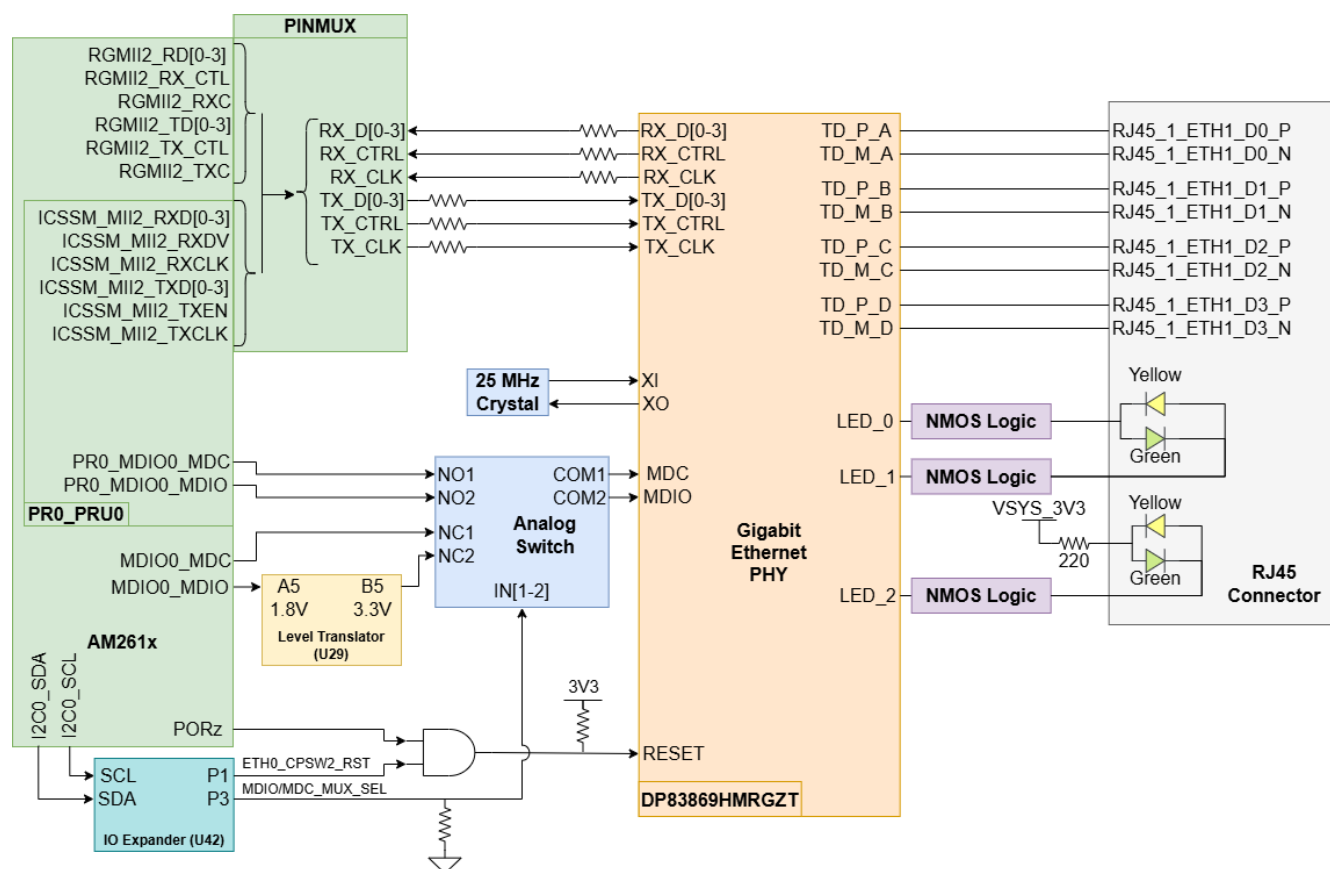 PINMUX
RGMII2_RD[0-3]
RGMII2_RX_CTL
RGMII2_RXC
RGMII2_TD[0-3]
RGMII2_TX_CTL
RGMII2_TXC
ICSSM_MII2_RXD[0-3]
ICSSM_MII2_RXDV
ICSSM_MII2_RXCLK
ICSSM_MII2_TXD[0-3]
ICSSM_MII2_TXEN
ICSSM_MII2_TXCLK
RX_D[0-3]
RX_CTRL
RX_CLK
TX_D[0-3]
TX_CTRL
TX_CLK
PR0_MDIO0_MDC
PR0_MDIO0_MDIO
PR0_PRU0
MDIO0_MDC
MDIO0_MDIO
AM261x
I2C0_SDA
I2C0_SCL
PORz
SCL
SDA
P1
P3
IO Expander (U42)
ETH0_CPSW2_RST
MDIO/MDC_MUX_SEL
A5
B5
1.8V
3.3V
Level Translator
(U29)
25 MHz
Crystal
NO1
NO2
NC1
NC2
COM1
COM2
Analog
Switch
IN[1-2]
3V3
RX_D[0-3]
RX_CTRL
RX_CLK
TX_D[0-3]
TX_CTRL
TX_CLK
XI
XO
MDC
MDIO
RESET
Gigabit
Ethernet
PHY
DP83869HMRGZT
TD_P_A
TD_M_A
TD_P_B
TD_M_B
TD_P_C
TD_M_C
TD_P_D
TD_M_D
LED_0
LED_1
LED_2
NMOS Logic
NMOS Logic
NMOS Logic
VSYS_3V3
220
RJ45_1_ETH1_D0_P
RJ45_1_ETH1_D0_N
RJ45_1_ETH1_D1_P
RJ45_1_ETH1_D1_N
RJ45_1_ETH1_D2_P
RJ45_1_ETH1_D2_N
RJ45_1_ETH1_D3_P
RJ45_1_ETH1_D3_N
Yellow
Green
Yellow
Green
RJ45
Connector